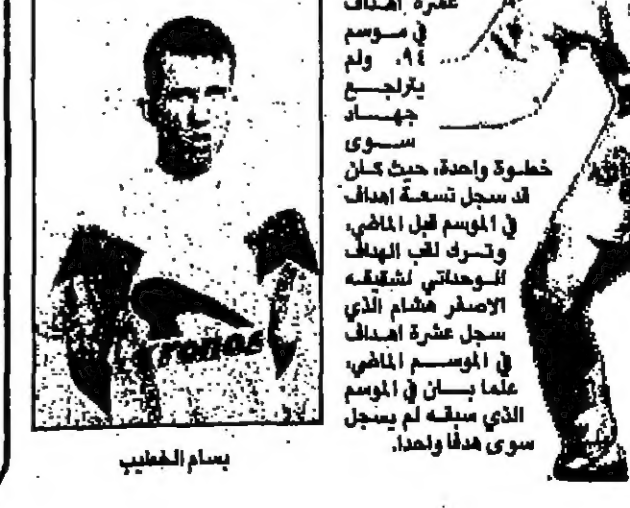 عشرة اهداف
في موسم
٩٤، ولم
يتراجع
جهاد
سوى
خطوة واحدة، حيث كان
قد سجل تسعة اهداف
في الموسم قبل الماضي،
وترك لقب الهداف
الوحداتي لشقيقه
الاصغر هشام الذي
سجل عشرة اهداف
في الموسم الماضي،
علما بان في الموسم
الذي سبقه لم يسجل
سوى هدفا واحدا.
بسام الخطيب